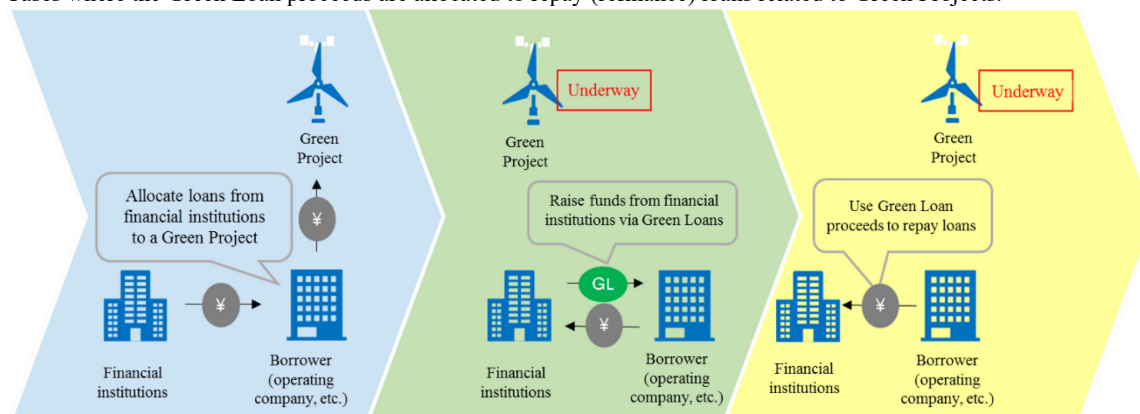 Cases where the Green Loan proceeds are allocated to repay (refinance) loans related to Green Projects.
Green
Project
Allocate loans from
financial institutions
to a Green Project
¥
¥
Financial
institutions
Borrower
(operating
company, etc.)
Underway
Green
Project
Raise funds from financial
institutions via Green Loans
GL
¥
Financial
institutions
Borrower
(operating
company, etc.)
Underway
Green
Project
Use Green Loan
proceeds to repay loans
¥
Financial
institutions
Borrower
(operating
company, etc.)